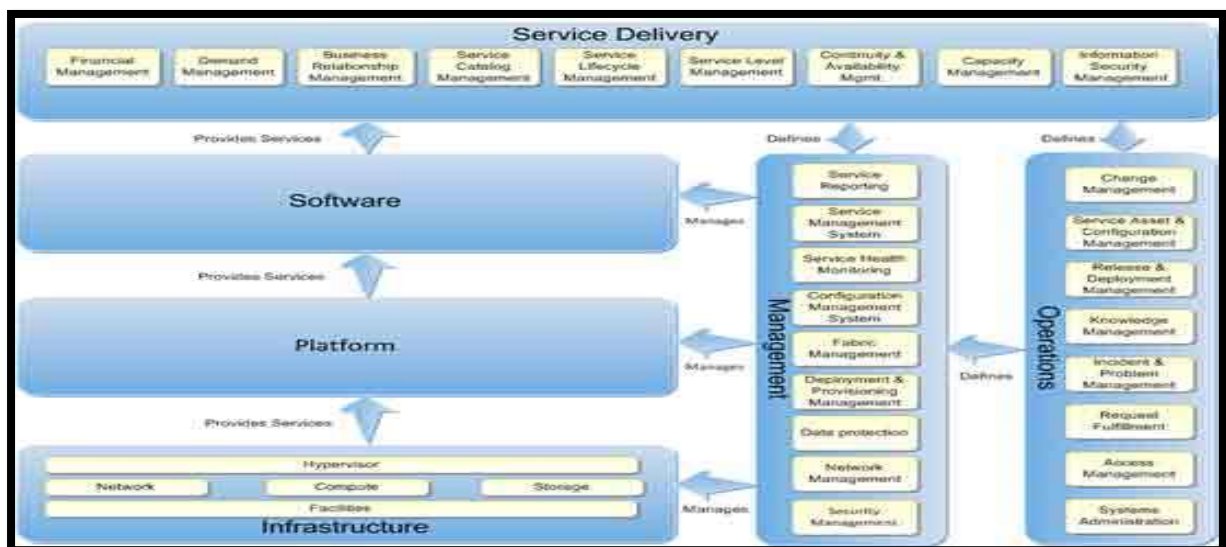 Service Delivery
Financial
Management
Demand
Management
Business
Relationship
Management
Service
Catalog
Management
Service
Lifecycle
Management
Service Level
Management
Continuity &
Availability
Mgmt.
Capacity
Management
Information
Security
Management
Provides Services
Defines
Defines
Software
Manages
Provides Services
Platform
Manages
Provides Services
Hypervisor
Network
Compute
Storage
Facilities
Infrastructure
Manages
Management
Service
Reporting
Service
Management
System
Service Health
Monitoring
Configuration
Management
System
Fabric
Management
Deployment &
Provisioning
Management
Data protection
Network
Management
Security
Management
Defines
Operations
Change
Management
Service Asset &
Configuration
Management
Release &
Deployment
Management
Knowledge
Management
Incident &
Problem
Management
Request
Fulfillment
Access
Management
Systems
Administration